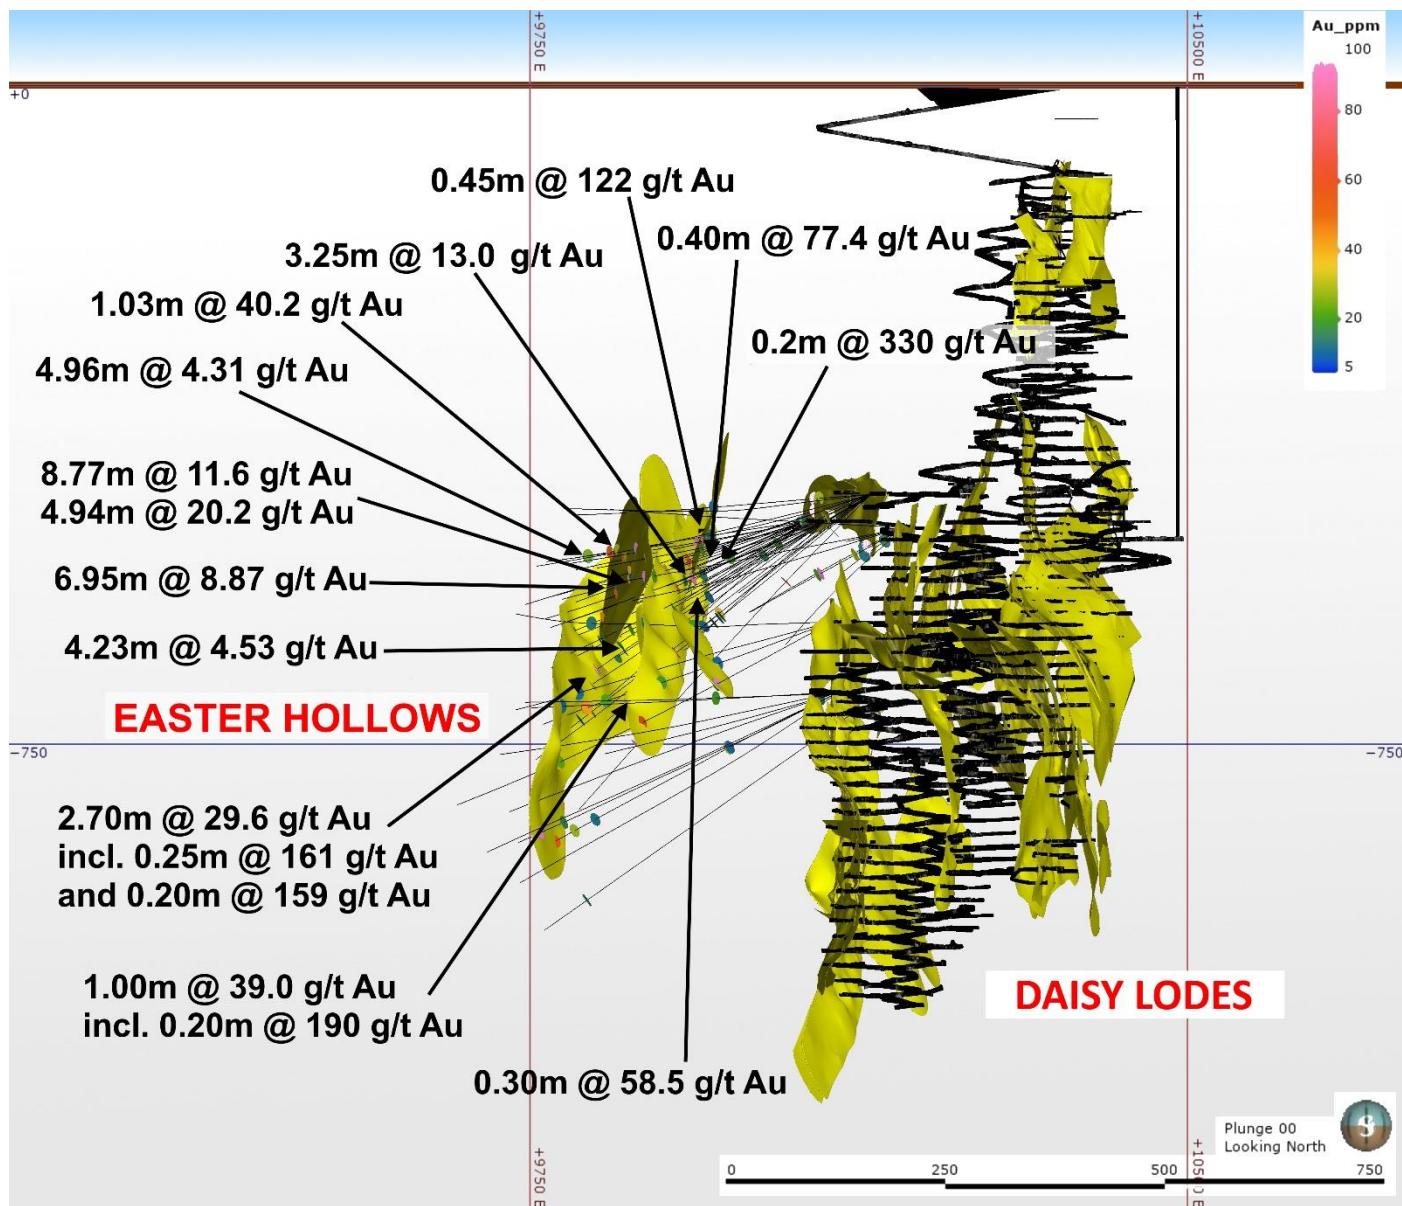 +9750 E
+10500 E
Au_ppm
100
80
60
40
20
5
+0
0.45m @ 122 g/t Au
0.40m @ 77.4 g/t Au
3.25m @ 13.0 g/t Au
1.03m @ 40.2 g/t Au
0.2m @ 330 g/t Au
4.96m @ 4.31 g/t Au
8.77m @ 11.6 g/t Au
4.94m @ 20.2 g/t Au
6.95m @ 8.87 g/t Au
4.23m @ 4.53 g/t Au
EASTER HOLLOWS
−750
−750
2.70m @ 29.6 g/t Au
incl. 0.25m @ 161 g/t Au
and 0.20m @ 159 g/t Au
1.00m @ 39.0 g/t Au
incl. 0.20m @ 190 g/t Au
DAISY LODES
0.30m @ 58.5 g/t Au
Plunge 00
Looking North
S
+9750 E
+10500 E
0
250
500
750